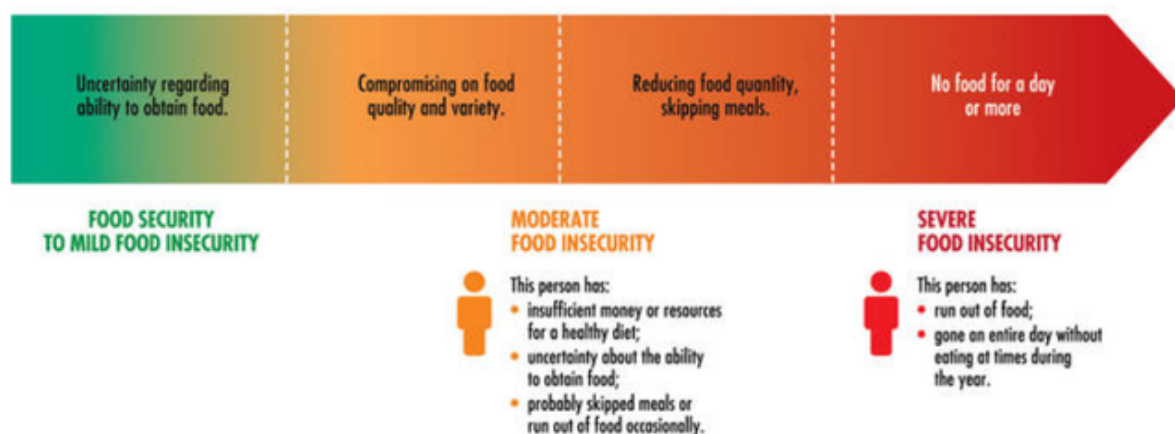 Uncertainty regarding
ability to obtain food.
Compromising on food
quality and variety.
Reducing food quantity,
skipping meals.
No food for a day
or more
FOOD SECURITY
TO MILD FOOD INSECURITY
MODERATE
FOOD INSECURITY
This person has:
• insufficient money or resources
for a healthy diet;
• uncertainty about the ability
to obtain food;
• probably skipped meals or
run out of food occasionally.
SEVERE
FOOD INSECURITY
This person has:
• run out of food;
• gone an entire day without
eating at times during
the year.